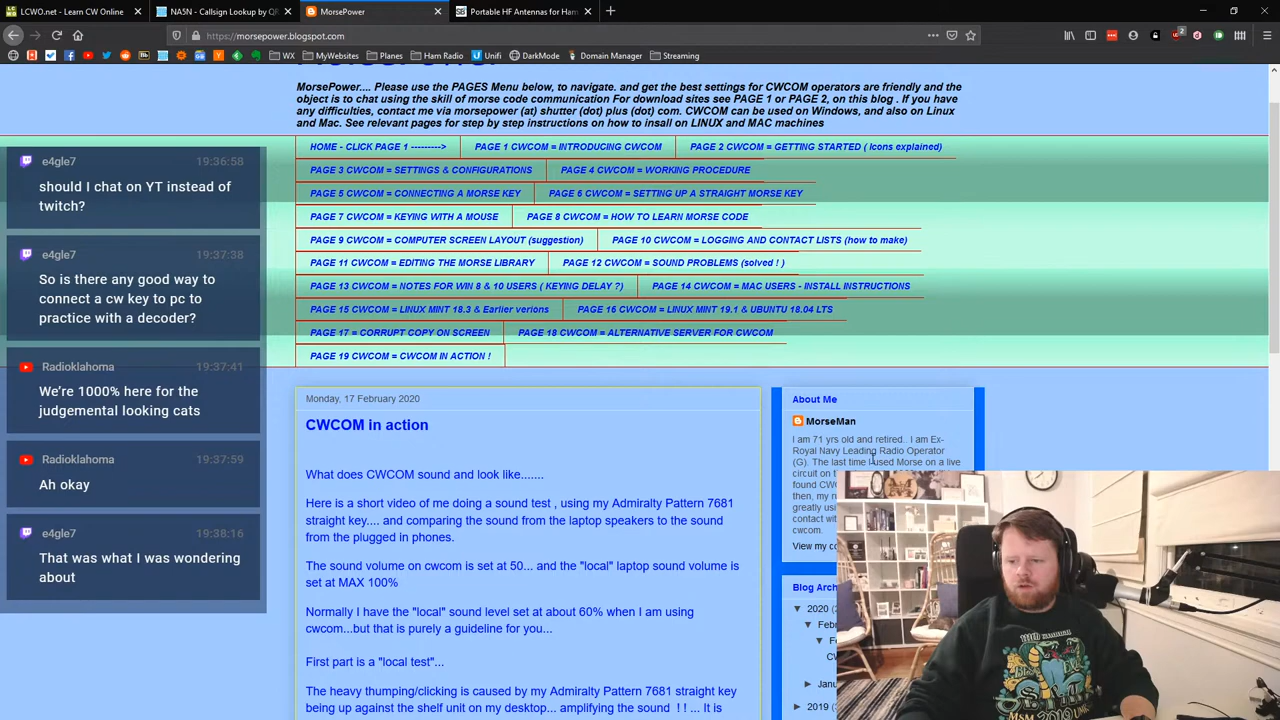 LCWO.net - Learn CW Online
NA5N - Callsign Lookup by QR
MorsePower
Portable HF Antennas for Ham
https://morsepower.blogspot.com
WX
MyWebsites
Planes
Ham Radio
Unifi
DarkMode
Domain Manager
Streaming
MorsePower.... Please use the PAGES Menu below, to navigate. and get the best settings for CWCOM operators are friendly and the
object is to chat using the skill of morse code communication For download sites see PAGE 1 or PAGE 2, on this blog . If you have
any difficulties, contact me via morsepower (at) shutter (dot) plus (dot) com. CWCOM can be used on Windows, and also on Linux
and Mac. See relevant pages for step by step instructions on how to insall on LINUX and MAC machines
HOME - CLICK PAGE 1 --------->
PAGE 1 CWCOM = INTRODUCING CWCOM
PAGE 2 CWCOM = GETTING STARTED ( Icons explained)
PAGE 3 CWCOM = SETTINGS & CONFIGURATIONS
PAGE 4 CWCOM = WORKING PROCEDURE
PAGE 5 CWCOM = CONNECTING A MORSE KEY
PAGE 6 CWCOM = SETTING UP A STRAIGHT MORSE KEY
PAGE 7 CWCOM = KEYING WITH A MOUSE
PAGE 8 CWCOM = HOW TO LEARN MORSE CODE
PAGE 9 CWCOM = COMPUTER SCREEN LAYOUT (suggestion)
PAGE 10 CWCOM = LOGGING AND CONTACT LISTS (how to make)
PAGE 11 CWCOM = EDITING THE MORSE LIBRARY
PAGE 12 CWCOM = SOUND PROBLEMS (solved ! )
PAGE 13 CWCOM = NOTES FOR WIN 8 & 10 USERS ( KEYING DELAY ?)
PAGE 14 CWCOM = MAC USERS - INSTALL INSTRUCTIONS
PAGE 15 CWCOM = LINUX MINT 18.3 & Earlier verions
PAGE 16 CWCOM = LINUX MINT 19.1 & UBUNTU 18.04 LTS
PAGE 17 = CORRUPT COPY ON SCREEN
PAGE 18 CWCOM = ALTERNATIVE SERVER FOR CWCOM
PAGE 19 CWCOM = CWCOM IN ACTION !
e4gle7 19:36:58
should I chat on YT instead of
twitch?
e4gle7 19:37:38
So is there any good way to
connect a cw key to pc to
practice with a decoder?
Radioklahoma 19:37:41
We're 1000% here for the
judgemental looking cats
Radioklahoma 19:37:59
Ah okay
e4gle7 19:38:16
That was what I was wondering
about
Monday, 17 February 2020
CWCOM in action
What does CWCOM sound and look like.......
Here is a short video of me doing a sound test , using my Admiralty Pattern 7681
straight key.... and comparing the sound from the laptop speakers to the sound
from the plugged in phones.
The sound volume on cwcom is set at 50... and the "local" laptop sound volume is
set at MAX 100%
Normally I have the "local" sound level set at about 60% when I am using
cwcom...but that is purely a guideline for you...
First part is a "local test"...
The heavy thumping/clicking is caused by my Admiralty Pattern 7681 straight key
being up against the shelf unit on my desktop... amplifying the sound ! ! ... It is
About Me
MorseMan
I am 71 yrs old and retired.. I am Ex-
Royal Navy Leading Radio Operator
(G). The last time I used Morse on a live
circuit on
found CW
then, my
greatly
contact
cwcom.
View my
Blog
2020
2019